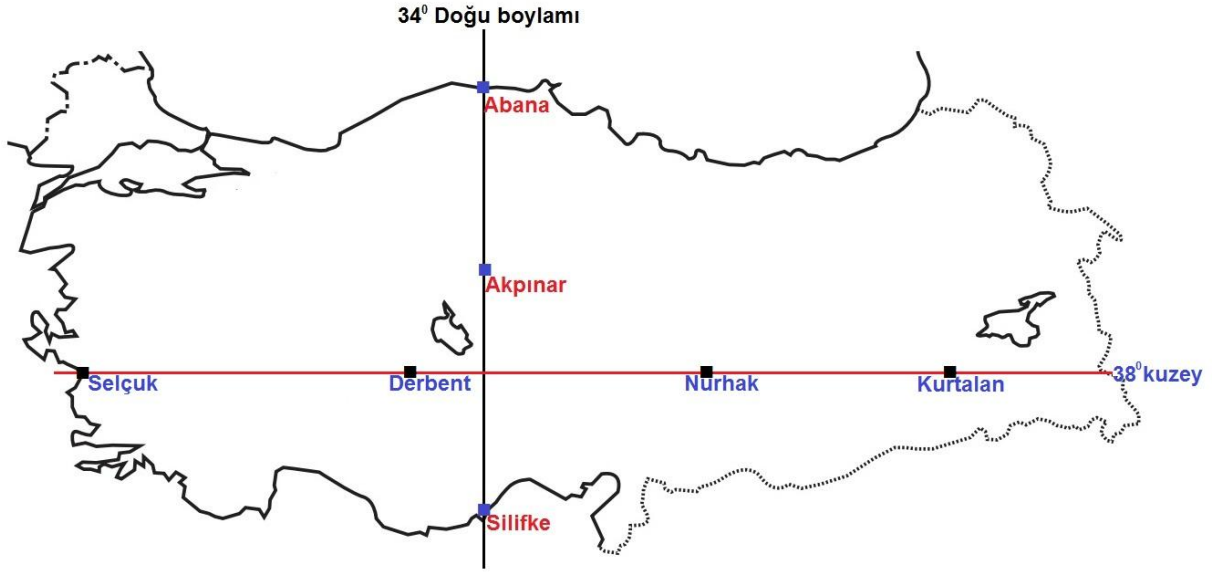 34⁰ Doğu boylamı
Abana
Akpınar
Selçuk
Derbent
Nurhak
Kurtalan
38⁰kuzey
Silifke